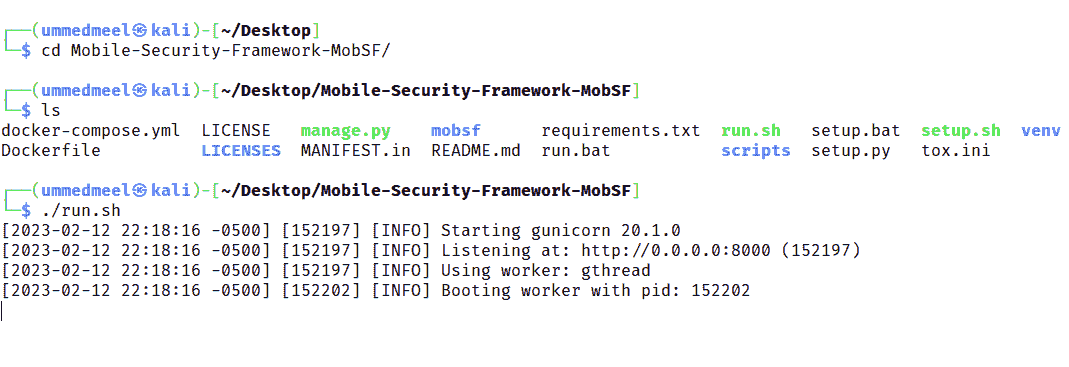 ┌──(ummedmeel㉿kali)-[~/Desktop]
└─$ cd Mobile-Security-Framework-MobSF/
┌──(ummedmeel㉿kali)-[~/Desktop/Mobile-Security-Framework-MobSF]
└─$ ls
docker-compose.yml  LICENSE   manage.py    mobsf      requirements.txt  run.sh   setup.bat  setup.sh  venv
Dockerfile          LICENSES  MANIFEST.in  README.md  run.bat           scripts  setup.py   tox.ini
┌──(ummedmeel㉿kali)-[~/Desktop/Mobile-Security-Framework-MobSF]
└─$ ./run.sh
[2023-02-12 22:18:16 -0500] [152197] [INFO] Starting gunicorn 20.1.0
[2023-02-12 22:18:16 -0500] [152197] [INFO] Listening at: http://0.0.0.0:8000 (152197)
[2023-02-12 22:18:16 -0500] [152197] [INFO] Using worker: gthread
[2023-02-12 22:18:16 -0500] [152202] [INFO] Booting worker with pid: 152202